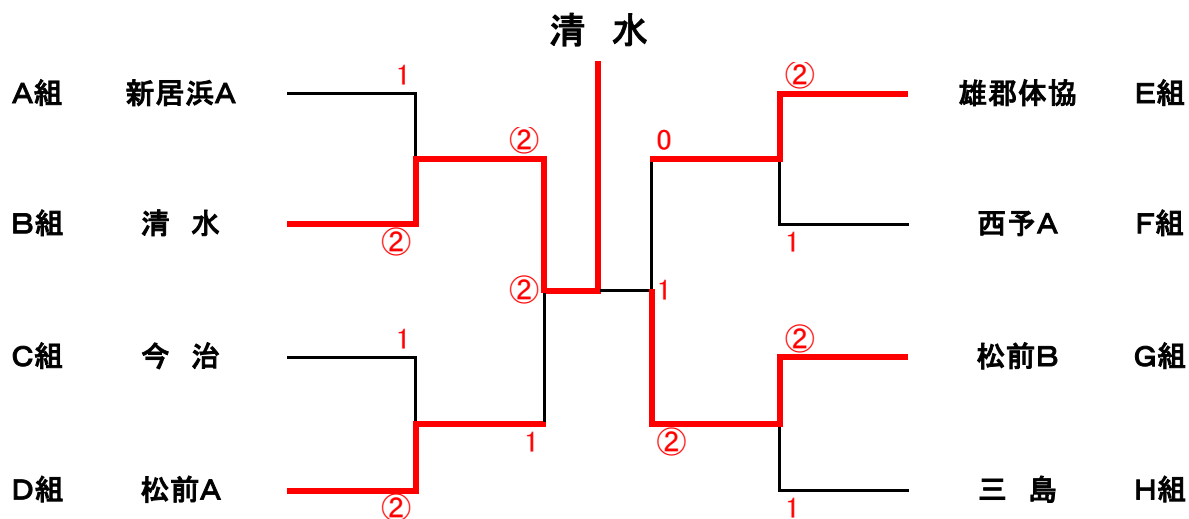 清　水
A組　新居浜A　1　②　雄郡体協　E組
②　0
B組　清　水　②　1　西予A　F組
②　1
C組　今　治　1　②　松前B　G組
1　②
D組　松前A　②　1　三　島　H組